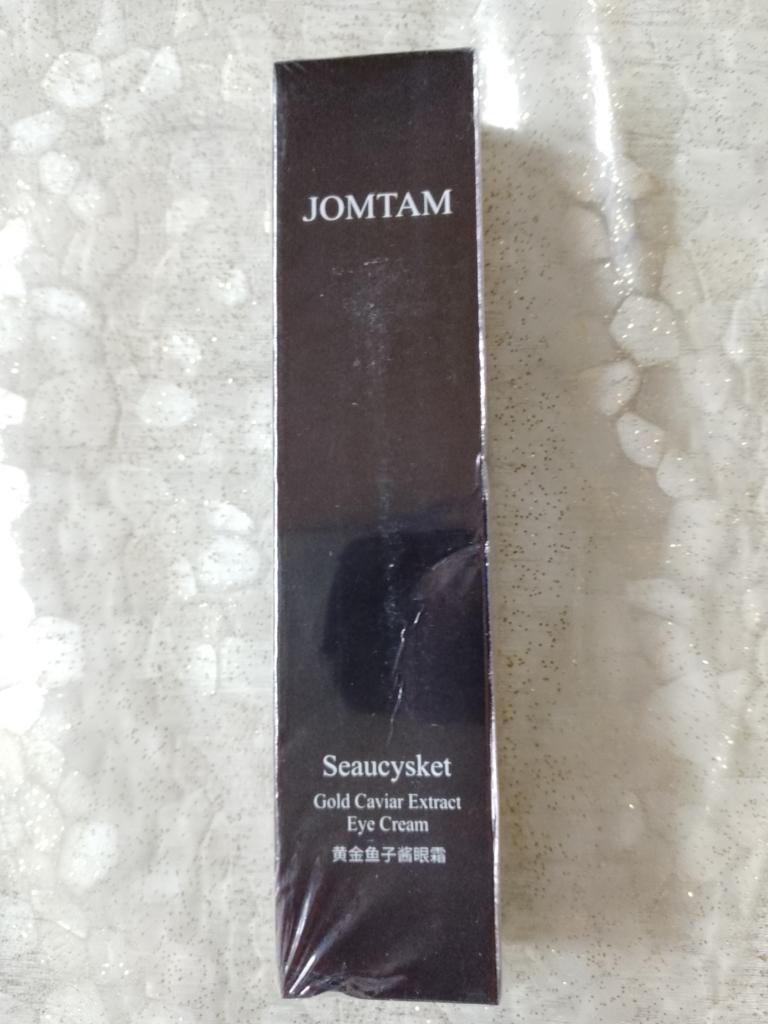 JOMTAM
Seaucysket
Gold Caviar Extract
Eye Cream
黄金鱼子酱眼霜